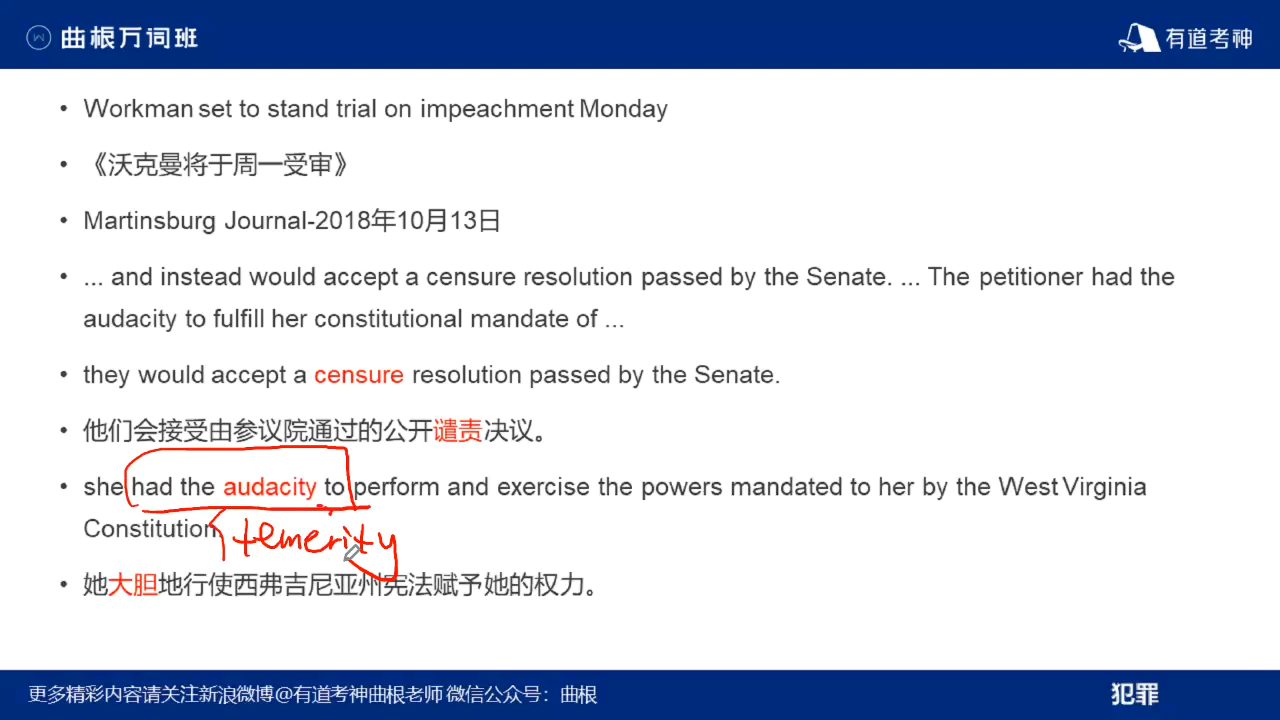 曲根万词班
有道考神
• Workman set to stand trial on impeachment Monday
• 《沃克曼将于周一受审》
• Martinsburg Journal-2018年10月13日
• ... and instead would accept a censure resolution passed by the Senate. ... The petitioner had the
audacity to fulfill her constitutional mandate of ...
• they would accept a censure resolution passed by the Senate.
• 他们会接受由参议院通过的公开谴责决议。
• she had the audacity to perform and exercise the powers mandated to her by the West Virginia
Constitution.
temerity
• 她大胆地行使西弗吉尼亚州宪法赋予她的权力。
更多精彩内容请关注新浪微博@有道考神曲根老师 微信公众号：曲根
犯罪